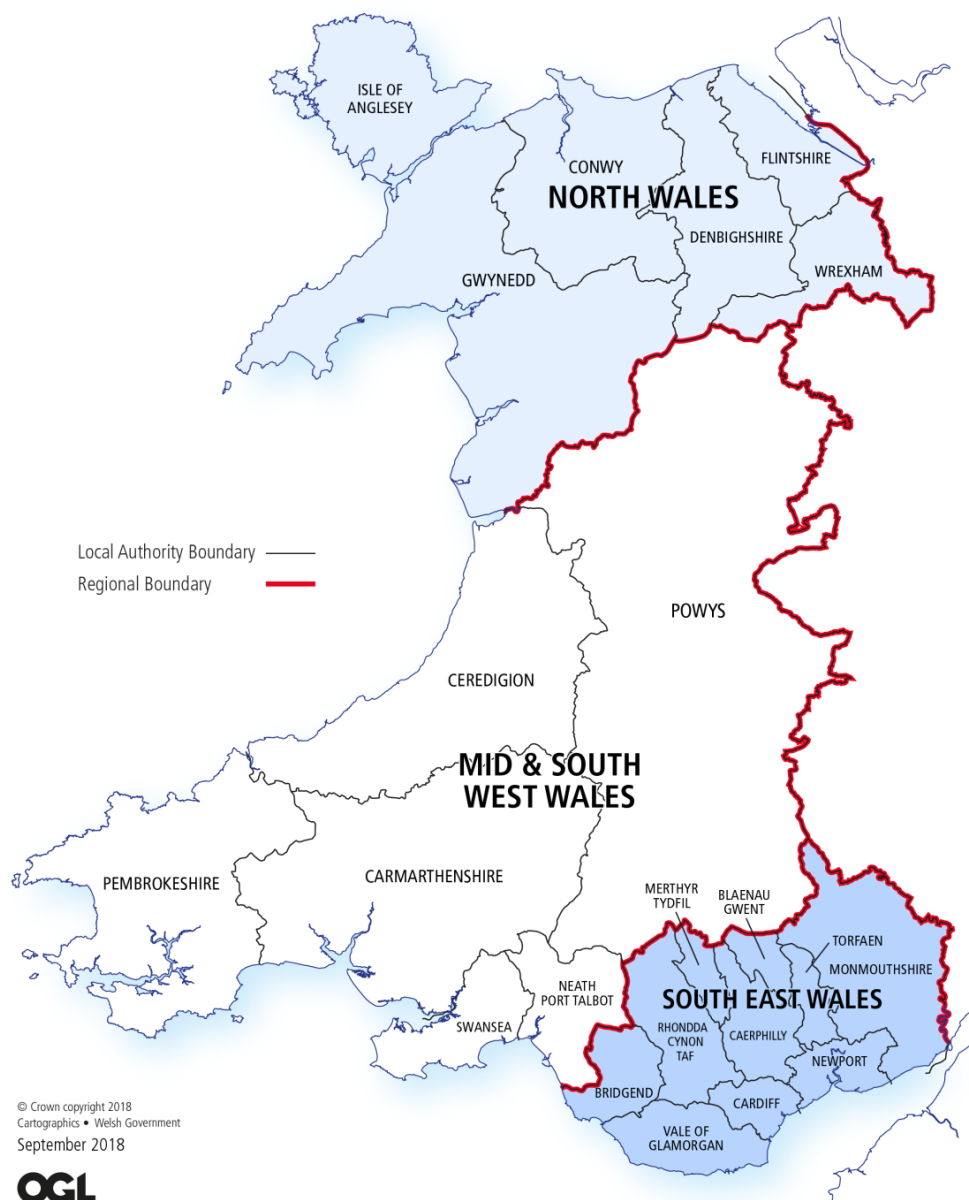 ISLE OF
ANGLESEY
FLINTSHIRE
CONWY
NORTH WALES
DENBIGHSHIRE
WREXHAM
GWYNEDD
Local Authority Boundary
Regional Boundary
POWYS
CEREDIGION
MID & SOUTH
WEST WALES
PEMBROKESHIRE
CARMARTHENSHIRE
MERTHYR
TYDFIL
BLAENAU
GWENT
TORFAEN
MONMOUTHSHIRE
NEATH
PORT TALBOT
SOUTH EAST WALES
SWANSEA
RHONDDA
CYNON
TAF
CAERPHILLY
NEWPORT
BRIDGEND
CARDIFF
VALE OF
GLAMORGAN
© Crown copyright 2018
Cartographics • Welsh Government
September 2018
OGL